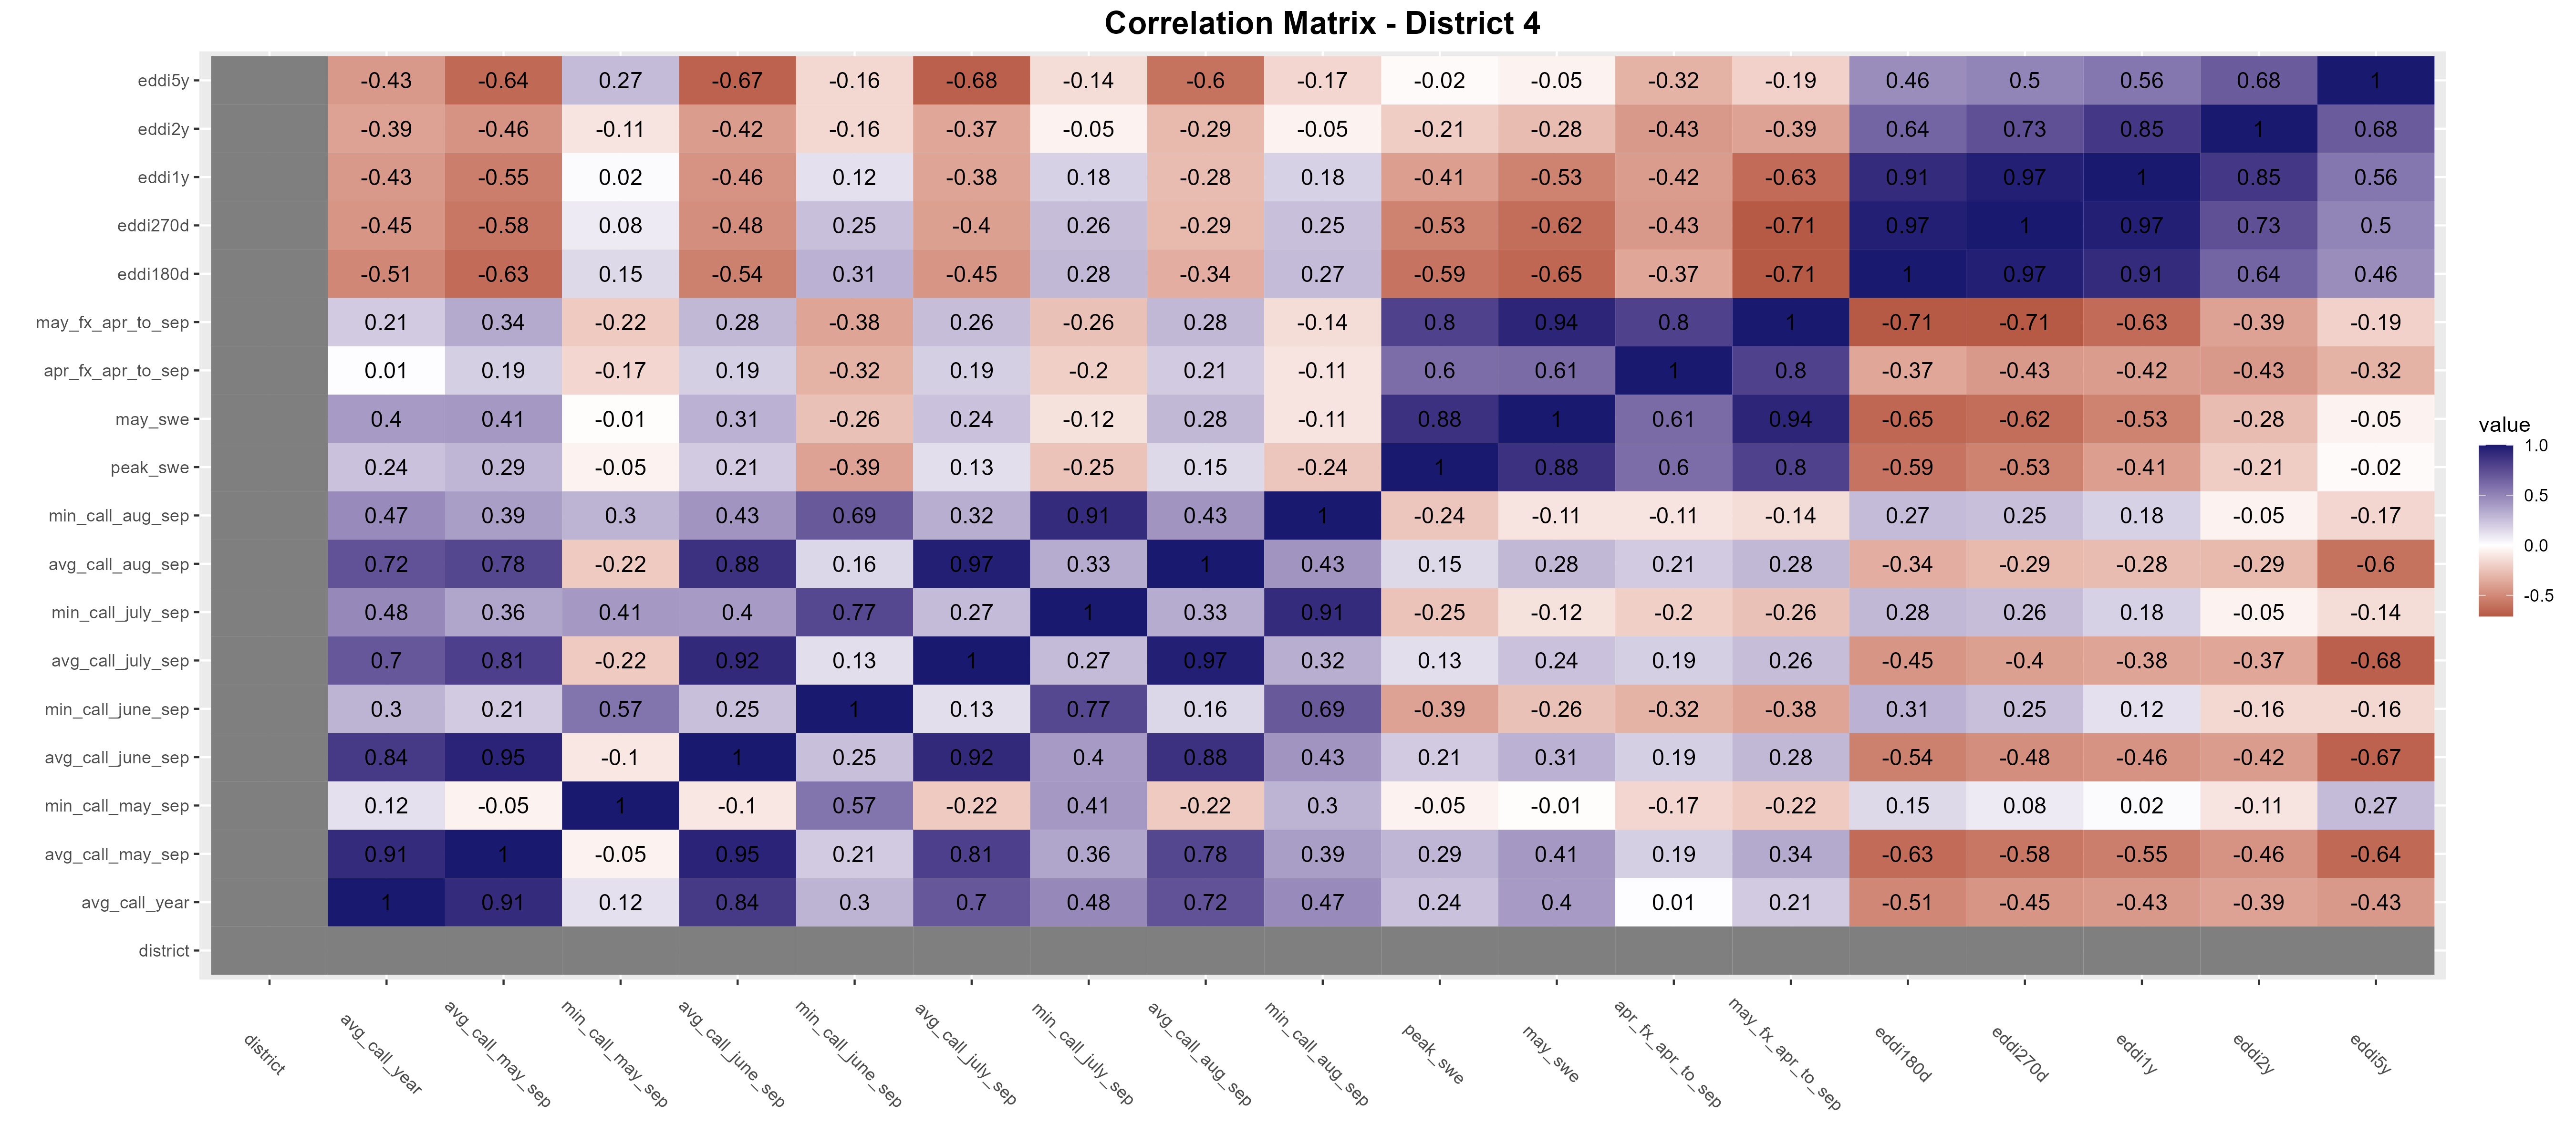 Correlation Matrix - District 4
eddi5y -0.43 -0.64 0.27 -0.67 -0.16 -0.68 -0.14 -0.6 -0.17 -0.02 -0.05 -0.32 -0.19 0.46 0.5 0.56 0.68 1
eddi2y -0.39 -0.46 -0.11 -0.42 -0.16 -0.37 -0.05 -0.29 -0.05 -0.21 -0.28 -0.43 -0.39 0.64 0.73 0.85 1 0.68
eddi1y -0.43 -0.55 0.02 -0.46 0.12 -0.38 0.18 -0.28 0.18 -0.41 -0.53 -0.42 -0.63 0.91 0.97 1 0.85 0.56
eddi270d -0.45 -0.58 0.08 -0.48 0.25 -0.4 0.26 -0.29 0.25 -0.53 -0.62 -0.43 -0.71 0.97 1 0.97 0.73 0.5
eddi180d -0.51 -0.63 0.15 -0.54 0.31 -0.45 0.28 -0.34 0.27 -0.59 -0.65 -0.37 -0.71 1 0.97 0.91 0.64 0.46
may_fx_apr_to_sep 0.21 0.34 -0.22 0.28 -0.38 0.26 -0.26 0.28 -0.14 0.8 0.94 0.8 1 -0.71 -0.71 -0.63 -0.39 -0.19
apr_fx_apr_to_sep 0.01 0.19 -0.17 0.19 -0.32 0.19 -0.2 0.21 -0.11 0.6 0.61 1 0.8 -0.37 -0.43 -0.42 -0.43 -0.32
may_swe 0.4 0.41 -0.01 0.31 -0.26 0.24 -0.12 0.28 -0.11 0.88 1 0.61 0.94 -0.65 -0.62 -0.53 -0.28 -0.05
peak_swe 0.24 0.29 -0.05 0.21 -0.39 0.13 -0.25 0.15 -0.24 1 0.88 0.6 0.8 -0.59 -0.53 -0.41 -0.21 -0.02
min_call_aug_sep 0.47 0.39 0.3 0.43 0.69 0.32 0.91 0.43 1 -0.24 -0.11 -0.11 -0.14 0.27 0.25 0.18 -0.05 -0.17
avg_call_aug_sep 0.72 0.78 -0.22 0.88 0.16 0.97 0.33 1 0.43 0.15 0.28 0.21 0.28 -0.34 -0.29 -0.28 -0.29 -0.6
min_call_july_sep 0.48 0.36 0.41 0.4 0.77 0.27 1 0.33 0.91 -0.25 -0.12 -0.2 -0.26 0.28 0.26 0.18 -0.05 -0.14
avg_call_july_sep 0.7 0.81 -0.22 0.92 0.13 1 0.27 0.97 0.32 0.13 0.24 0.19 0.26 -0.45 -0.4 -0.38 -0.37 -0.68
min_call_june_sep 0.3 0.21 0.57 0.25 1 0.13 0.77 0.16 0.69 -0.39 -0.26 -0.32 -0.38 0.31 0.25 0.12 -0.16 -0.16
avg_call_june_sep 0.84 0.95 -0.1 1 0.25 0.92 0.4 0.88 0.43 0.21 0.31 0.19 0.28 -0.54 -0.48 -0.46 -0.42 -0.67
min_call_may_sep 0.12 -0.05 1 -0.1 0.57 -0.22 0.41 -0.22 0.3 -0.05 -0.01 -0.17 -0.22 0.15 0.08 0.02 -0.11 0.27
avg_call_may_sep 0.91 1 -0.05 0.95 0.21 0.81 0.36 0.78 0.39 0.29 0.41 0.19 0.34 -0.63 -0.58 -0.55 -0.46 -0.64
avg_call_year 1 0.91 0.12 0.84 0.3 0.7 0.48 0.72 0.47 0.24 0.4 0.01 0.21 -0.51 -0.45 -0.43 -0.39 -0.43
district
district avg_call_year avg_call_may_sep min_call_may_sep avg_call_june_sep min_call_june_sep avg_call_july_sep min_call_july_sep avg_call_aug_sep min_call_aug_sep peak_swe may_swe apr_fx_apr_to_sep may_fx_apr_to_sep eddi180d eddi270d eddi1y eddi2y eddi5y
value
1.0
0.5
0.0
-0.5